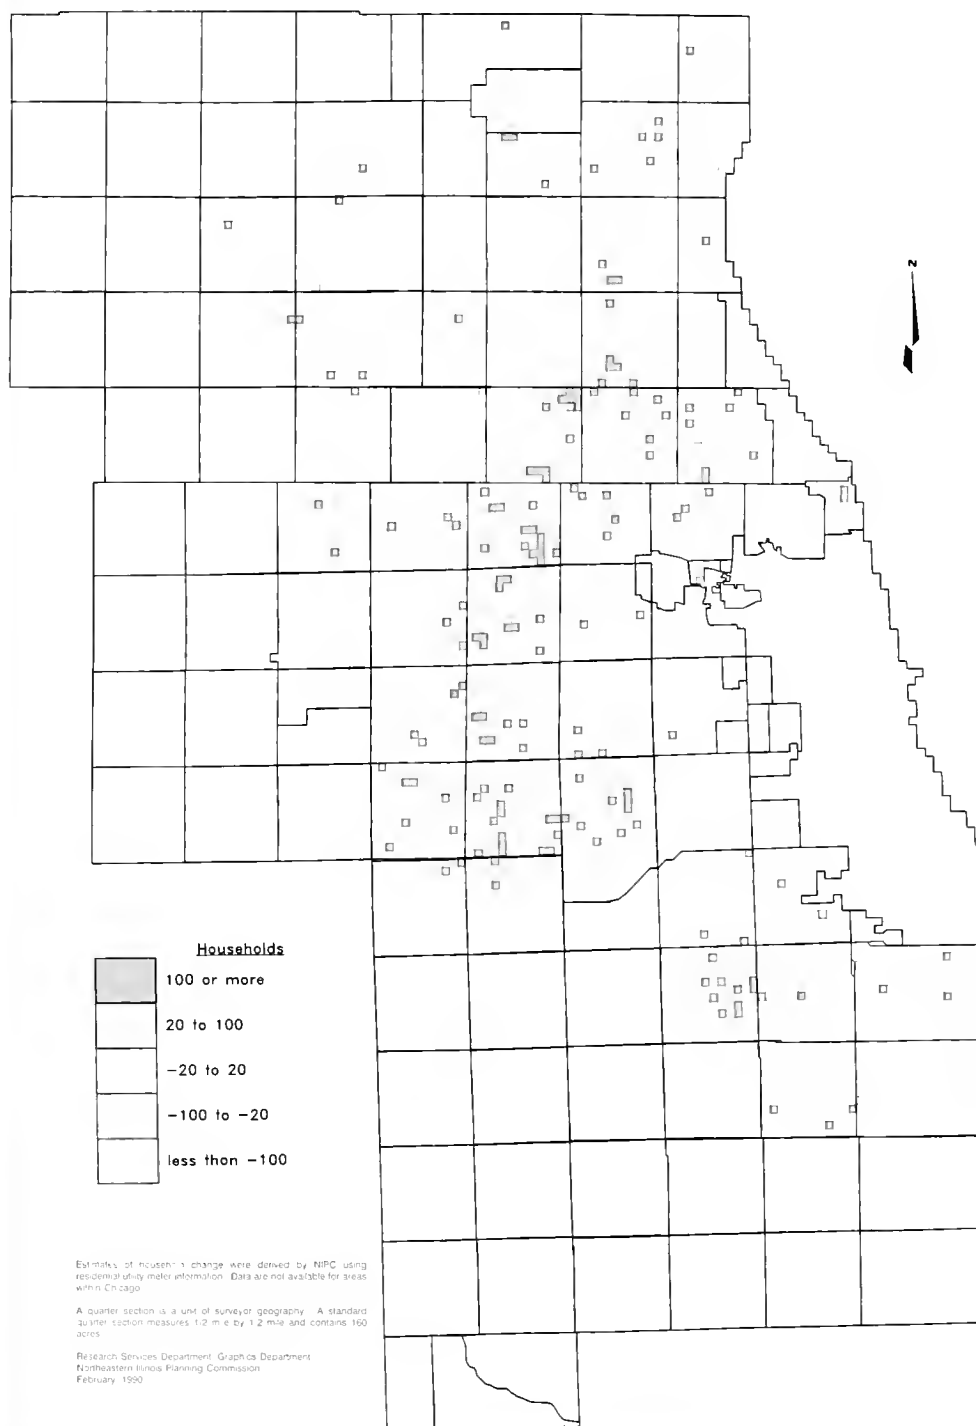 N
Households
100 or more
20 to 100
-20 to 20
-100 to -20
less than -100
Estimates of change were derived by NIPC using
residential utility meter information. Data are not available for areas
within Chicago
A quarter section is a unit of surveyor geography. A standard
quarter section measures 1/2 mile by 1/2 mile and contains 160
acres
Research Services Department, Graphics Department
Northeastern Illinois Planning Commission
February, 1990